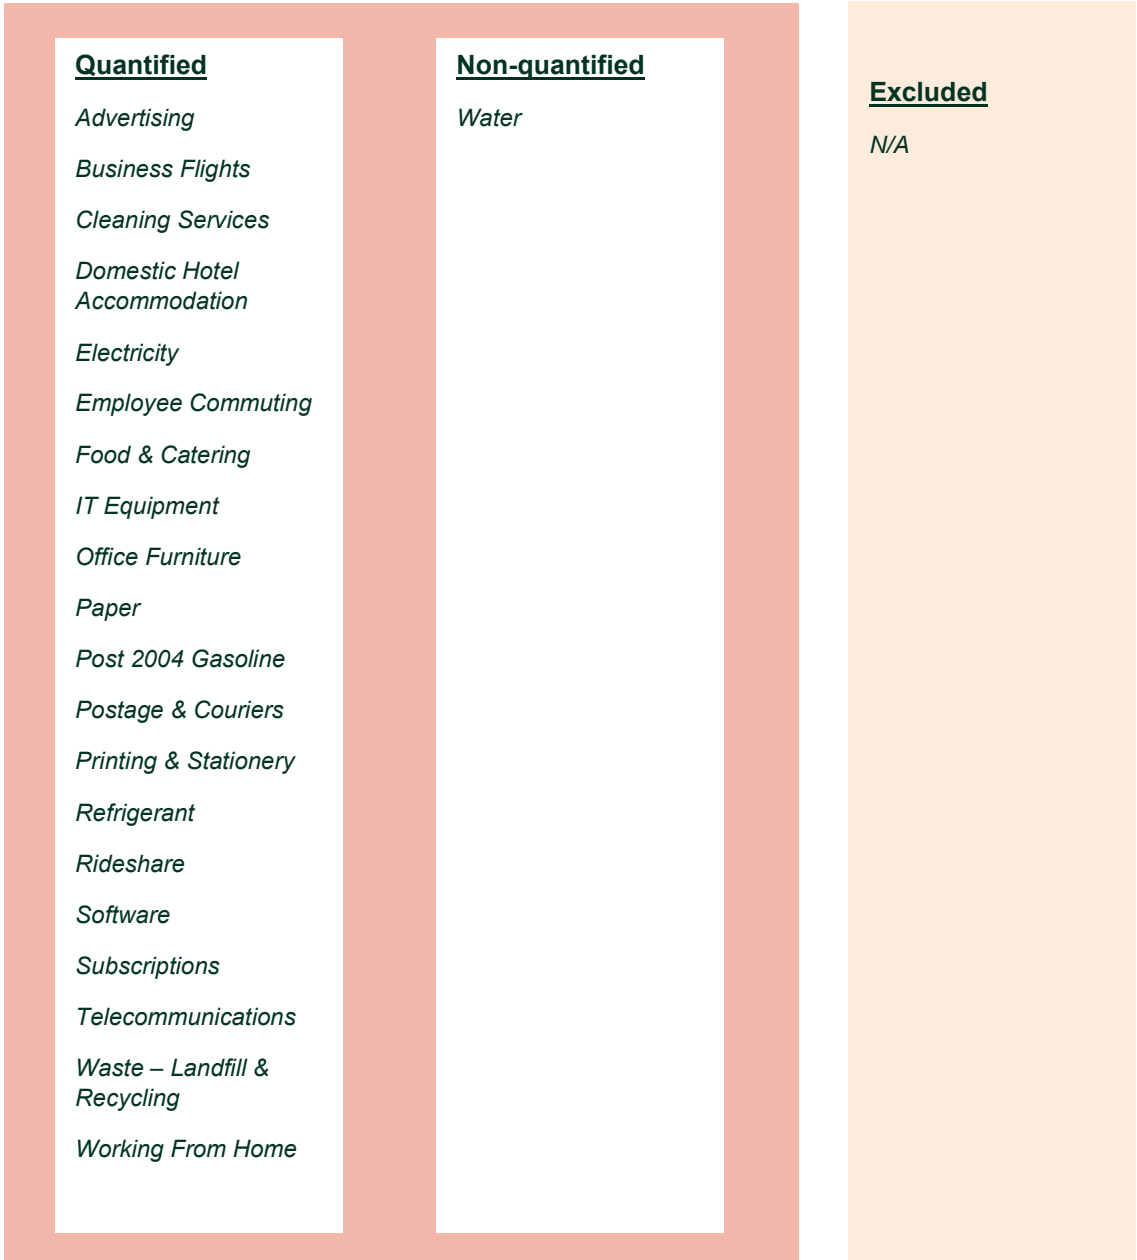 Quantified
Advertising
Business Flights
Cleaning Services
Domestic Hotel
Accommodation
Electricity
Employee Commuting
Food & Catering
IT Equipment
Office Furniture
Paper
Post 2004 Gasoline
Postage & Couriers
Printing & Stationery
Refrigerant
Rideshare
Software
Subscriptions
Telecommunications
Waste – Landfill &
Recycling
Working From Home
Non-quantified
Water
Excluded
N/A